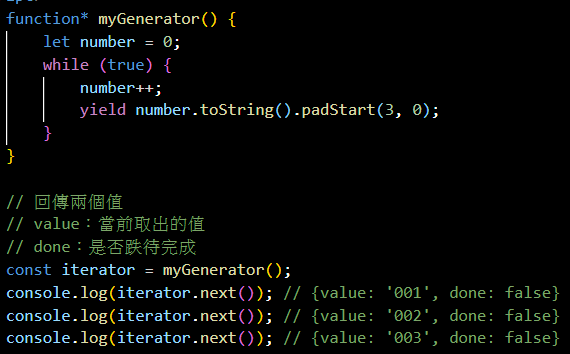 function* myGenerator() {
let number = 0;
while (true) {
number++;
yield number.toString().padStart(3, 0);
}
}
// 回傳兩個值
// value：當前取出的值
// done：是否跌待完成
const iterator = myGenerator();
console.log(iterator.next()); // {value: '001', done: false}
console.log(iterator.next()); // {value: '002', done: false}
console.log(iterator.next()); // {value: '003', done: false}